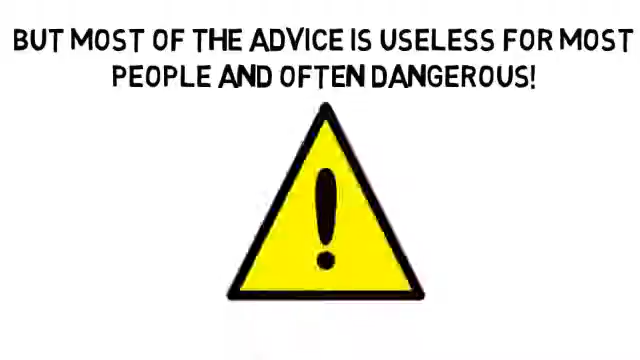 BUT MOST OF THE ADVICE IS USELESS FOR MOST
PEOPLE AND OFTEN DANGEROUS!
!